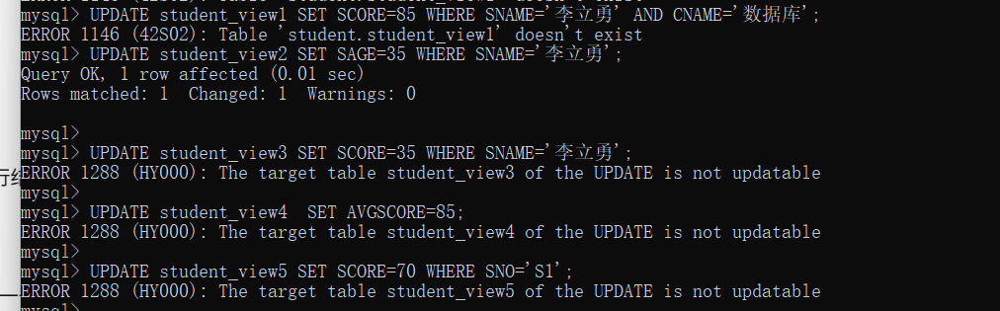 mysql> UPDATE student_view1 SET SCORE=85 WHERE SNAME='李立勇' AND CNAME='数据库';
ERROR 1146 (42S02): Table 'student.student_view1' doesn't exist
mysql> UPDATE student_view2 SET SAGE=35 WHERE SNAME='李立勇';
Query OK, 1 row affected (0.01 sec)
Rows matched: 1  Changed: 1  Warnings: 0
mysql>
mysql> UPDATE student_view3 SET SCORE=35 WHERE SNAME='李立勇';
ERROR 1288 (HY000): The target table student_view3 of the UPDATE is not updatable
mysql>
mysql> UPDATE student_view4  SET AVGSCORE=85;
ERROR 1288 (HY000): The target table student_view4 of the UPDATE is not updatable
mysql>
mysql> UPDATE student_view5 SET SCORE=70 WHERE SNO='S1';
ERROR 1288 (HY000): The target table student_view5 of the UPDATE is not updatable
mysql>